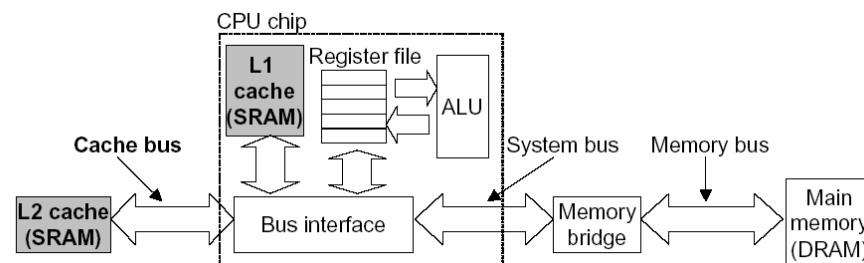 CPU chip
L1
cache
(SRAM)
Register file
ALU
Cache bus
System bus
Memory bus
L2 cache
(SRAM)
Bus interface
Memory
bridge
Main
memory
(DRAM)